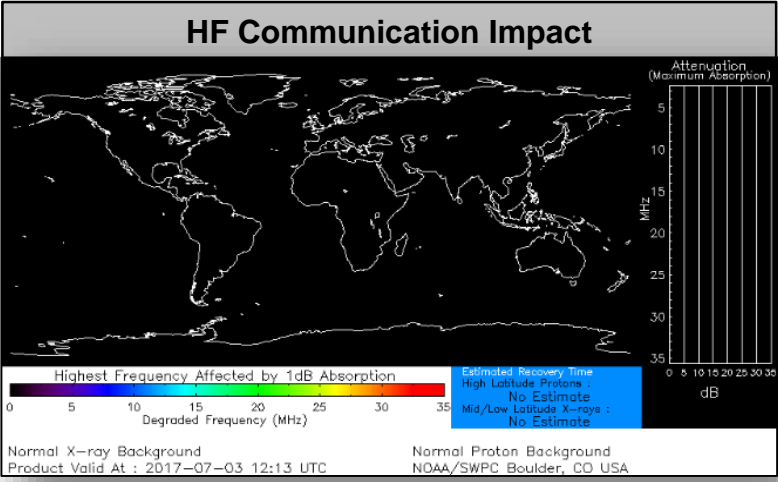 HF Communication Impact
Attenuation
(Maximum Absorption)
5
10
15
20
25
30
35
MHz
0 5 10 15 20 25 30 35
dB
Highest Frequency Affected by 1dB Absorption
0 5 10 15 20 25 30 35
Degraded Frequency (MHz)
Estimated Recovery Time
High Latitude Protons :
No Estimate
Mid/Low Latitude X-rays :
No Estimate
Normal X-ray Background
Normal Proton Background
Product Valid At : 2017-07-03 12:13 UTC
NOAA/SWPC Boulder, CO USA